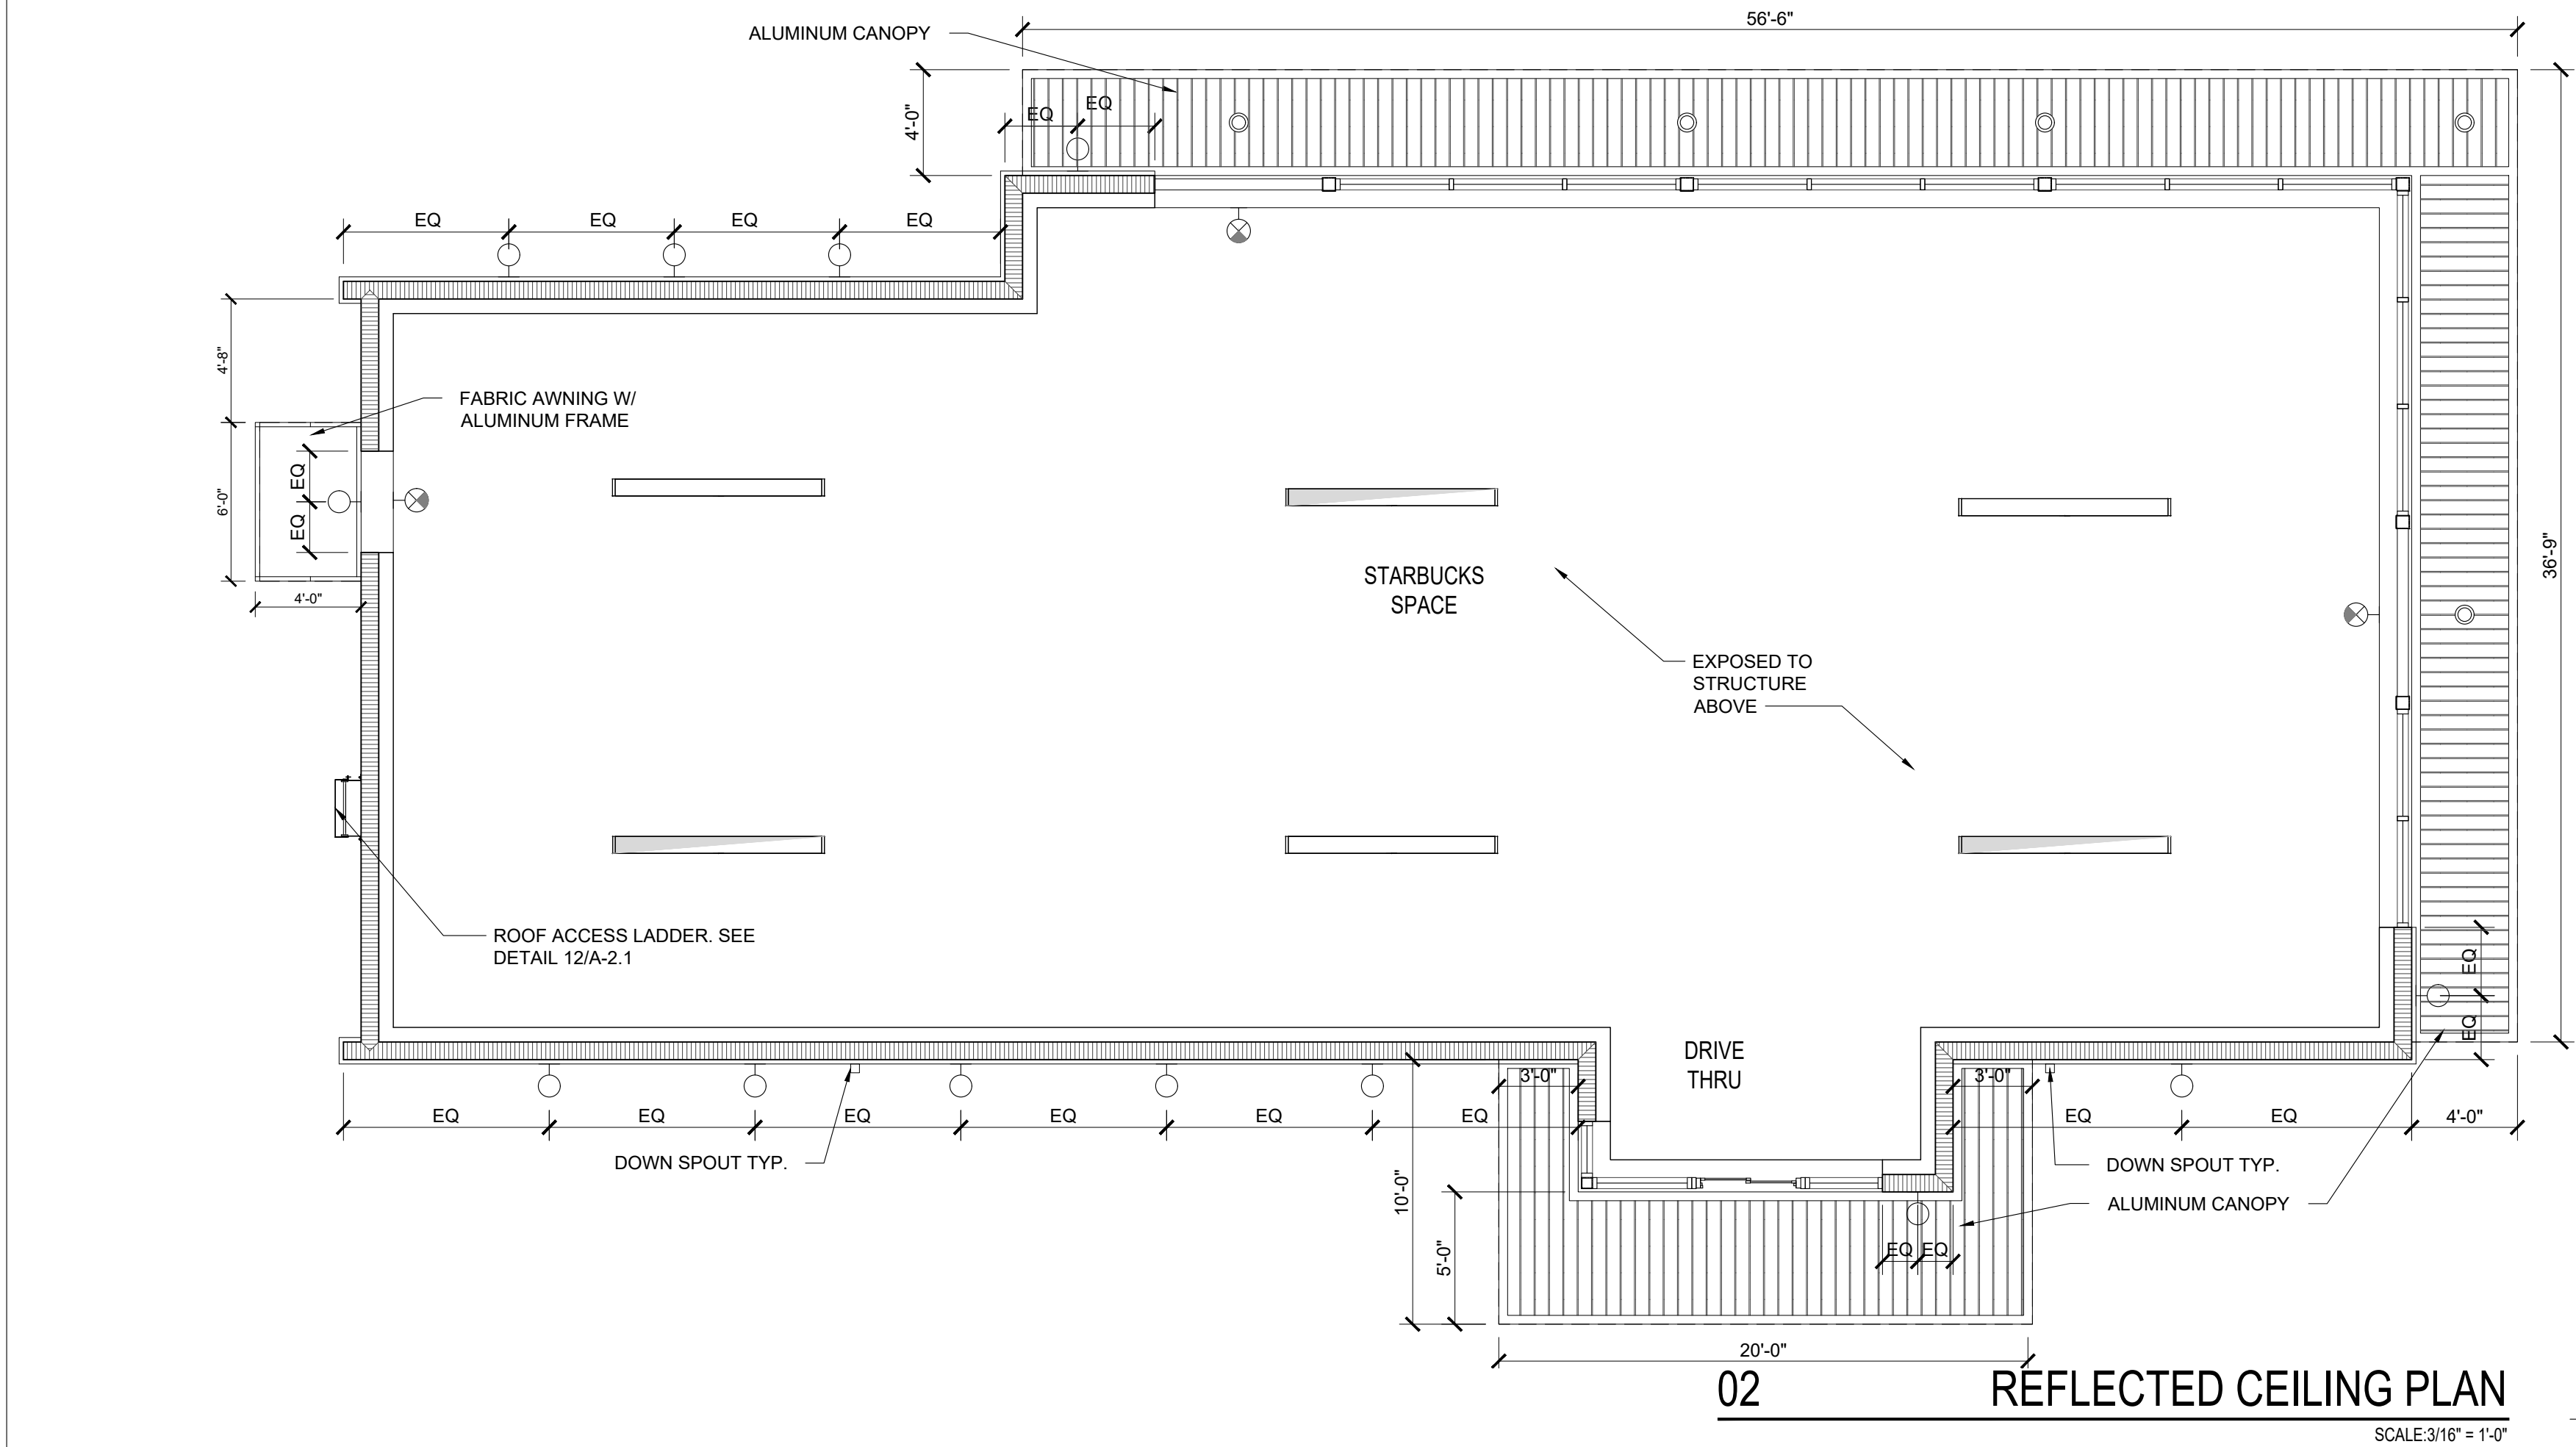 56'-6"
ALUMINUM CANOPY
4'-0"
EQ
EQ
EQ
EQ
EQ
EQ
4'-8"
FABRIC AWNING W/
ALUMINUM FRAME
6'-0"
EQ
EQ
4'-0"
STARBUCKS
SPACE
36'-9"
EXPOSED TO
STRUCTURE
ABOVE
ROOF ACCESS LADDER. SEE
DETAIL 12/A-2.1
EQ
EQ
DRIVE
THRU
3'-0"
3'-0"
EQ
EQ
EQ
EQ
EQ
EQ
EQ
EQ
4'-0"
DOWN SPOUT TYP.
DOWN SPOUT TYP.
10'-0"
ALUMINUM CANOPY
5'-0"
EQ
EQ
20'-0"
02
REFLECTED CEILING PLAN
SCALE:3/16" = 1'-0"